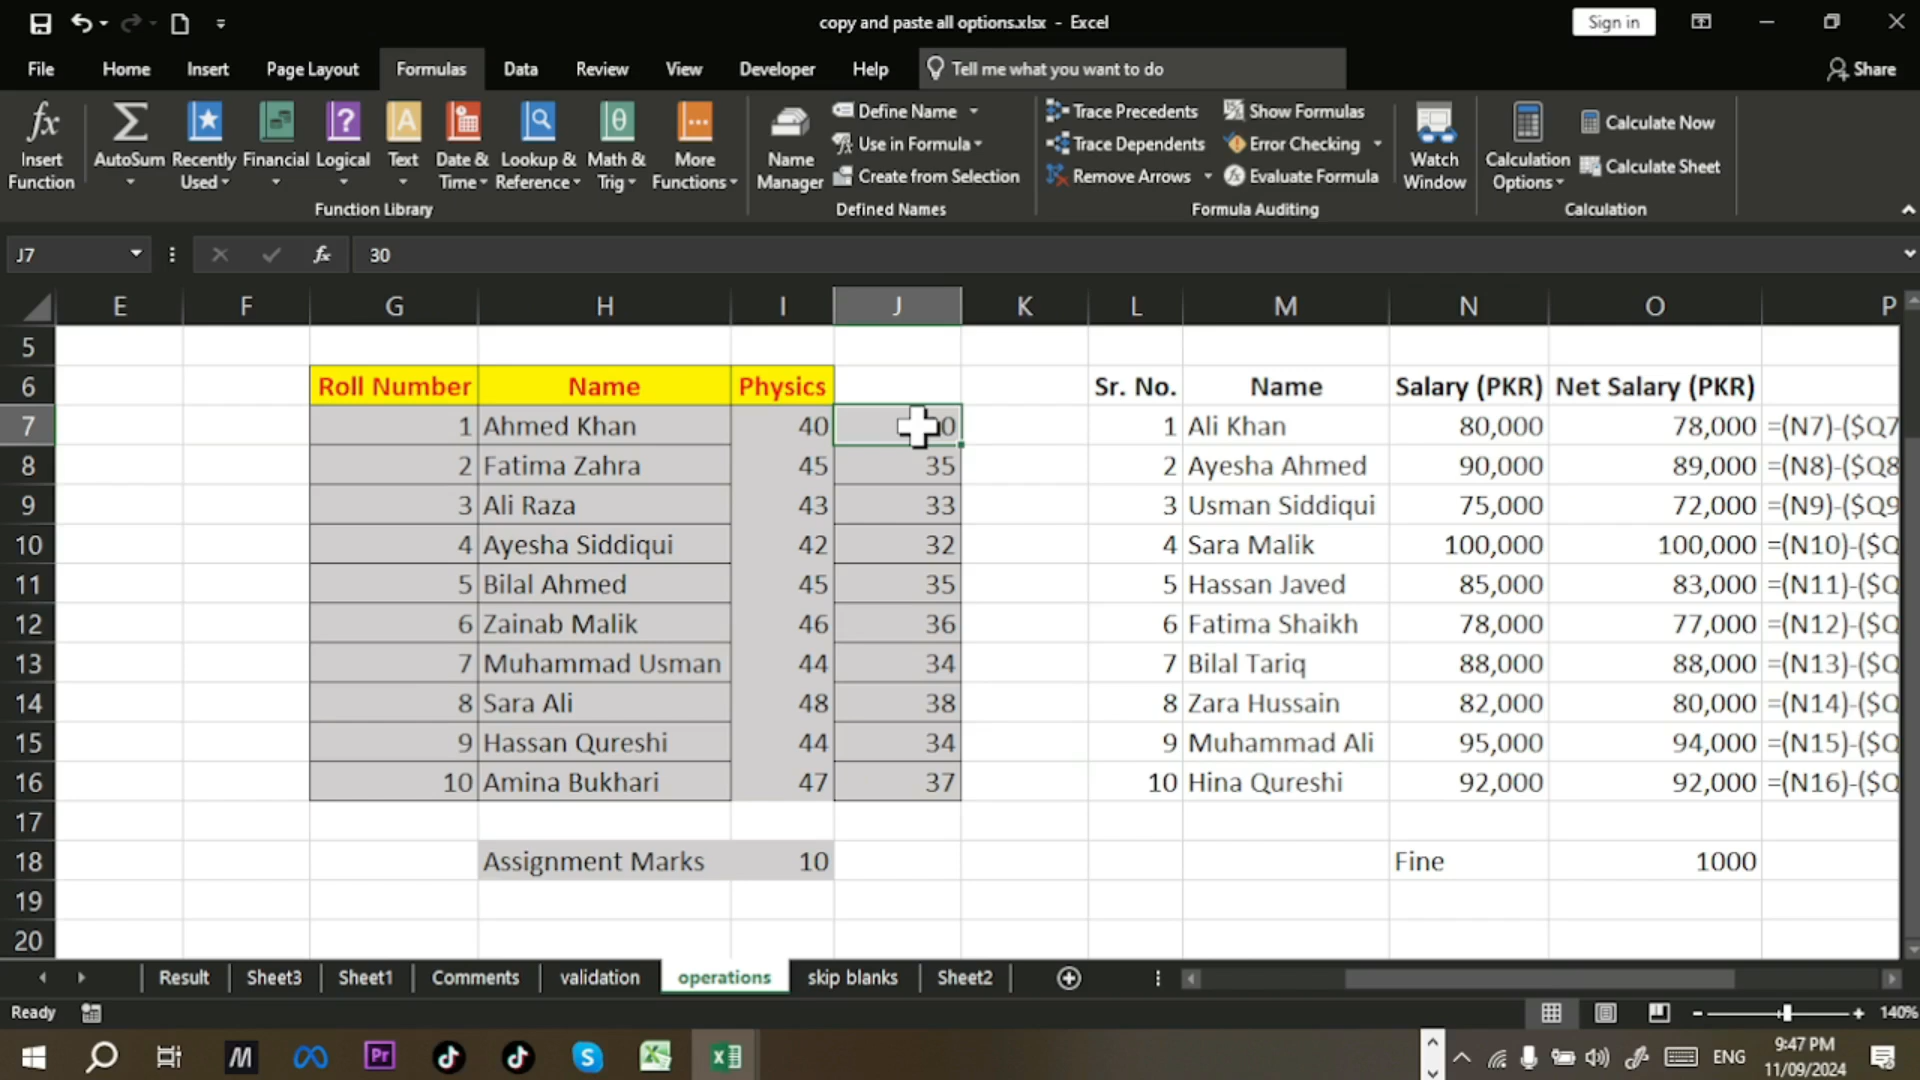 copy and paste all options.xlsx - Excel
Sign in
File Home Insert Page Layout Formulas Data Review View Developer Help Tell me what you want to do Share
Insert Function
AutoSum
Recently Used
Financial
Logical
Text
Date & Time
Lookup & Reference
Math & Trig
More Functions
Function Library
Name Manager
Define Name
Use in Formula
Create from Selection
Defined Names
Trace Precedents
Trace Dependents
Remove Arrows
Show Formulas
Error Checking
Evaluate Formula
Formula Auditing
Watch Window
Calculation Options
Calculate Now
Calculate Sheet
Calculation
J7 fx 30
E F G H I J K L M N O P
5
6 Roll Number Name Physics Sr. No. Name Salary (PKR) Net Salary (PKR)
7 1 Ahmed Khan 40 1 Ali Khan 80,000 78,000 =(N7)-($Q7
8 2 Fatima Zahra 45 35 2 Ayesha Ahmed 90,000 89,000 =(N8)-($Q8
9 3 Ali Raza 43 33 3 Usman Siddiqui 75,000 72,000 =(N9)-($Q9
10 4 Ayesha Siddiqui 42 32 4 Sara Malik 100,000 100,000 =(N10)-($Q
11 5 Bilal Ahmed 45 35 5 Hassan Javed 85,000 83,000 =(N11)-($Q
12 6 Zainab Malik 46 36 6 Fatima Shaikh 78,000 77,000 =(N12)-($Q
13 7 Muhammad Usman 44 34 7 Bilal Tariq 88,000 88,000 =(N13)-($Q
14 8 Sara Ali 48 38 8 Zara Hussain 82,000 80,000 =(N14)-($Q
15 9 Hassan Qureshi 44 34 9 Muhammad Ali 95,000 94,000 =(N15)-($Q
16 10 Amina Bukhari 47 37 10 Hina Qureshi 92,000 92,000 =(N16)-($Q
17
18 Assignment Marks 10 Fine 1000
19
20
Result Sheet3 Sheet1 Comments validation operations skip blanks Sheet2
Ready 140%
Pr S ENG 9:47 PM
11/09/2024